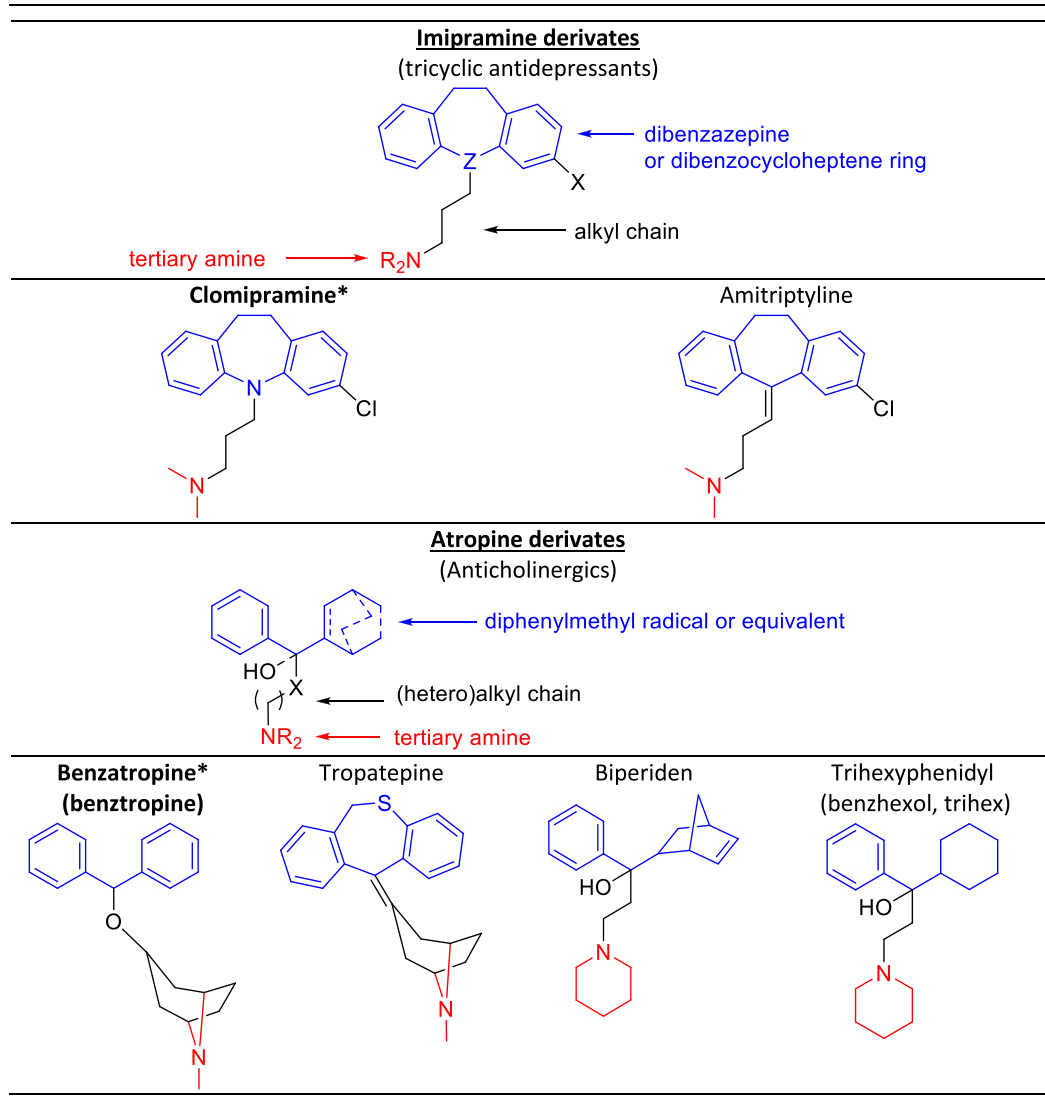 Imipramine derivates
(tricyclic antidepressants)
dibenzazepine
or dibenzocycloheptene ring
Z
X
alkyl chain
tertiary amine
R₂N
Clomipramine*
Amitriptyline
N
Cl
Cl
N
N
Atropine derivates
(Anticholinergics)
diphenylmethyl radical or equivalent
HO
X
( )
(hetero)alkyl chain
NR₂
tertiary amine
Benzatropine*
(benztropine)
Tropatepine
Biperiden
Trihexyphenidyl
(benzhexol, trihex)
S
HO
HO
O
N
N
N
N